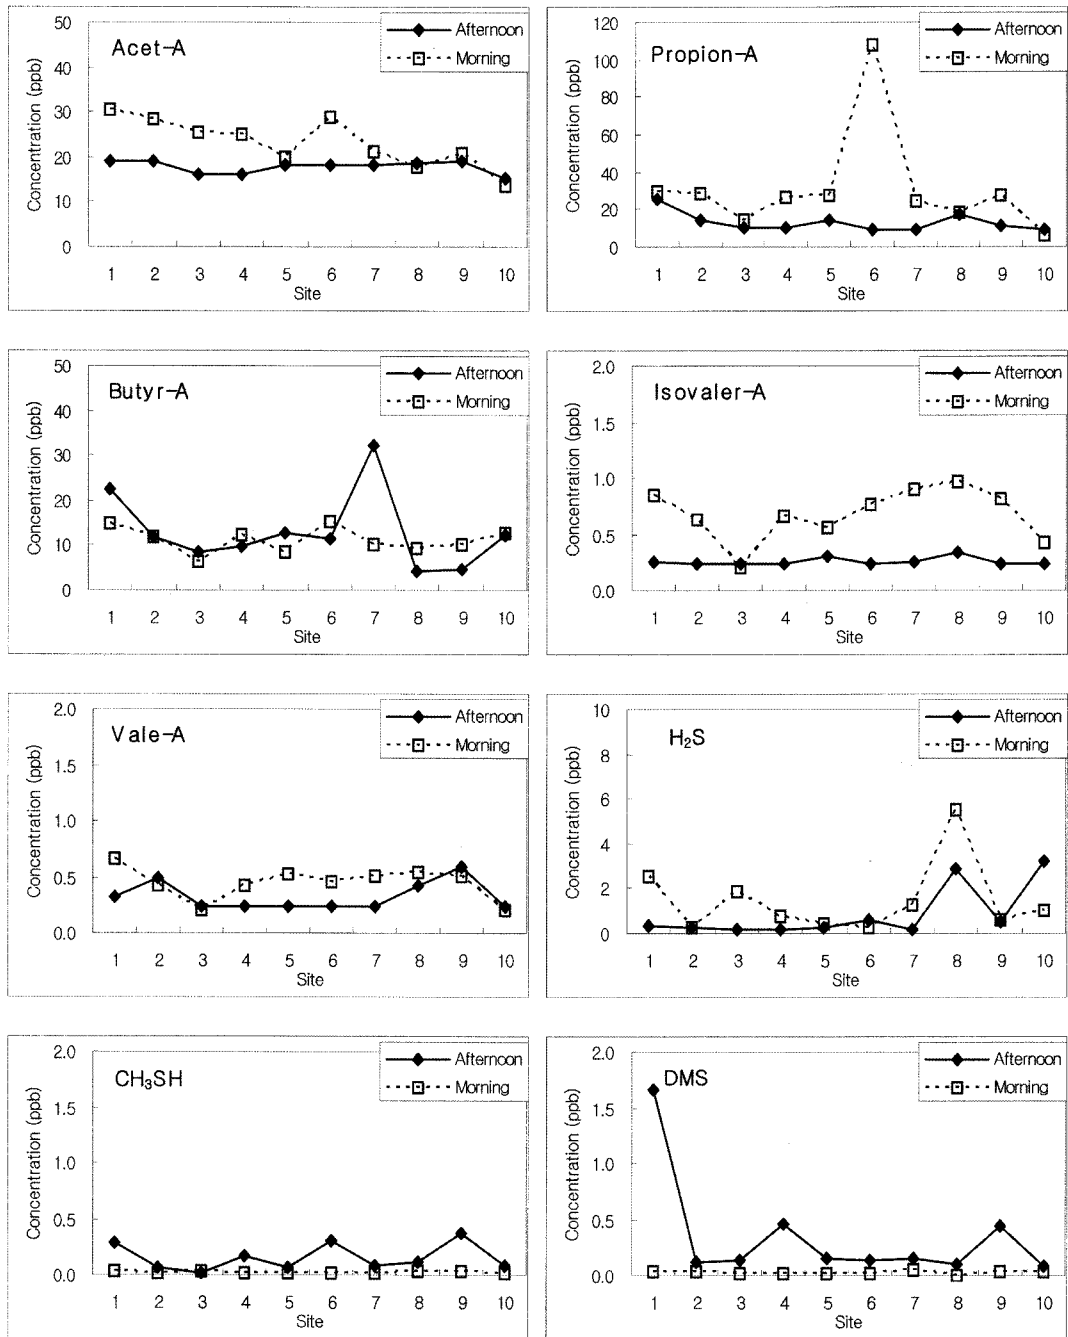 Acet-A
Afternoon
Morning
Concentration (ppb)
50
40
30
20
10
0
1 2 3 4 5 6 7 8 9 10
Site
Propion-A
Afternoon
Morning
Concentration (ppb)
120
100
80
60
40
20
0
1 2 3 4 5 6 7 8 9 10
Site
Butyr-A
Afternoon
Morning
Concentration (ppb)
50
40
30
20
10
0
1 2 3 4 5 6 7 8 9 10
Site
Isovaler-A
Afternoon
Morning
Concentration (ppb)
2.0
1.5
1.0
0.5
0.0
1 2 3 4 5 6 7 8 9 10
Site
Vale-A
Afternoon
Morning
Concentration (ppb)
2.0
1.5
1.0
0.5
0.0
1 2 3 4 5 6 7 8 9 10
Site
H₂S
Afternoon
Morning
Concentration (ppb)
10
8
6
4
2
0
1 2 3 4 5 6 7 8 9 10
Site
CH₃SH
Afternoon
Morning
Concentration (ppb)
2.0
1.5
1.0
0.5
0.0
1 2 3 4 5 6 7 8 9 10
Site
DMS
Afternoon
Morning
Concentration (ppb)
2.0
1.5
1.0
0.5
0.0
1 2 3 4 5 6 7 8 9 10
Site